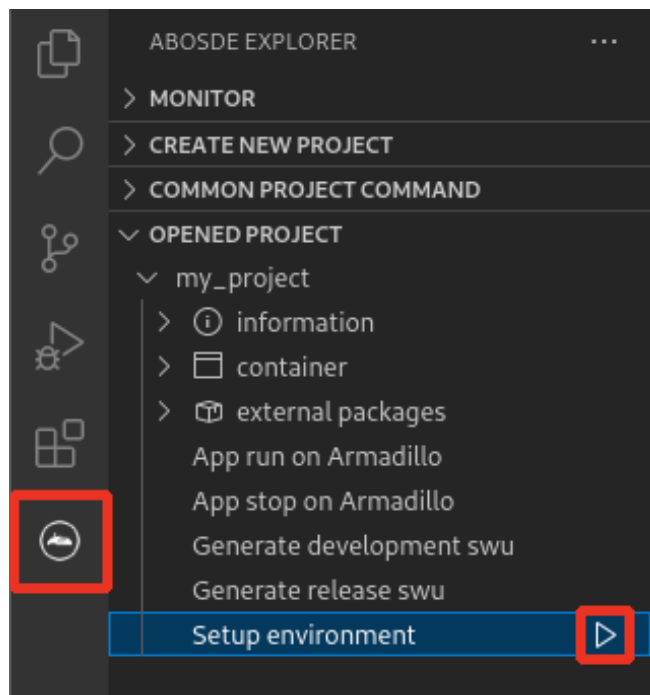 ABOSDE EXPLORER
MONITOR
CREATE NEW PROJECT
COMMON PROJECT COMMAND
OPENED PROJECT
my_project
information
container
external packages
App run on Armadillo
App stop on Armadillo
Generate development swu
Generate release swu
Setup environment